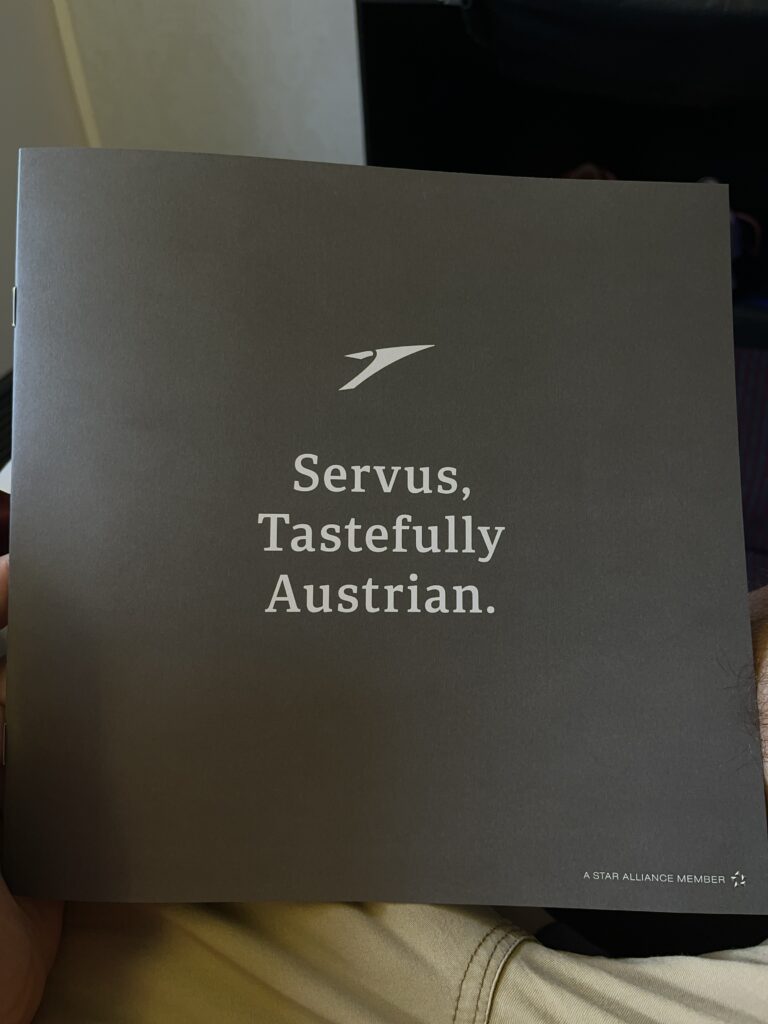 Servus,
Tastefully
Austrian.
A STAR ALLIANCE MEMBER